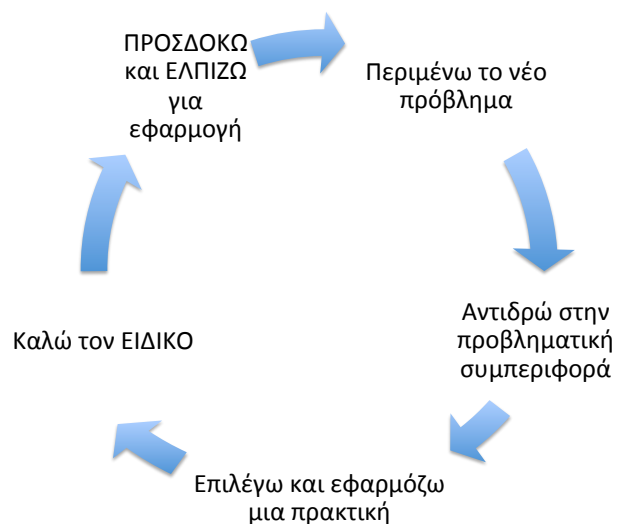 ΠΡΟΣΔΟΚΩ
και ΕΛΠΙΖΩ
για
εφαρμογή
Περιμένω το νέο
πρόβλημα
Αντιδρώ στην
προβληματική
συμπεριφορά
Επιλέγω και εφαρμόζω
μια πρακτική
Καλώ τον ΕΙΔΙΚΟ